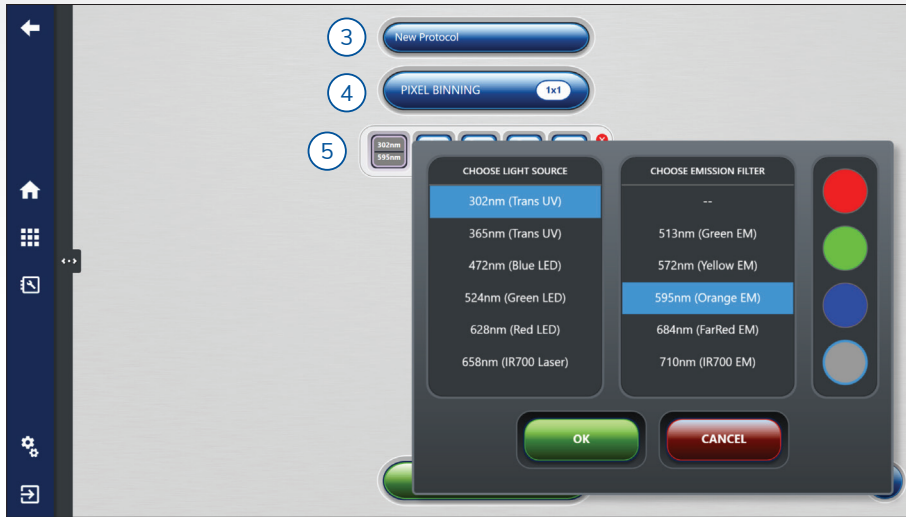 3
New Protocol
4
PIXEL BINNING 1x1
5
302nm
595nm
CHOOSE LIGHT SOURCE
302nm (Trans UV)
365nm (Trans UV)
472nm (Blue LED)
524nm (Green LED)
628nm (Red LED)
658nm (IR700 Laser)
CHOOSE EMISSION FILTER
--
513nm (Green EM)
572nm (Yellow EM)
595nm (Orange EM)
684nm (FarRed EM)
710nm (IR700 EM)
OK
CANCEL